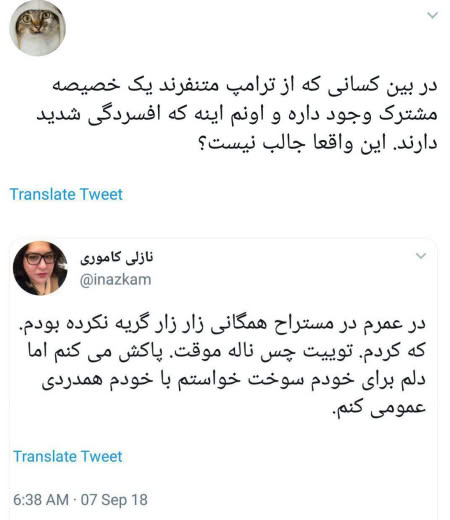 در بین کسانی که از ترامپ متنفرند یک خصیصه
مشترک وجود داره و اونم اینه که افسردگی شدید
دارند. این واقعا جالب نیست؟
Translate Tweet
نازلی کاموری
@inazkam
در عمرم در مستراح همگانی زار زار گریه نکرده بودم.
که کردم. توییت چس ناله موقت. پاکش می کنم اما
دلم برای خودم سوخت خواستم با خودم همدردی
عمومی کنم.
Translate Tweet
6:38 AM · 07 Sep 18